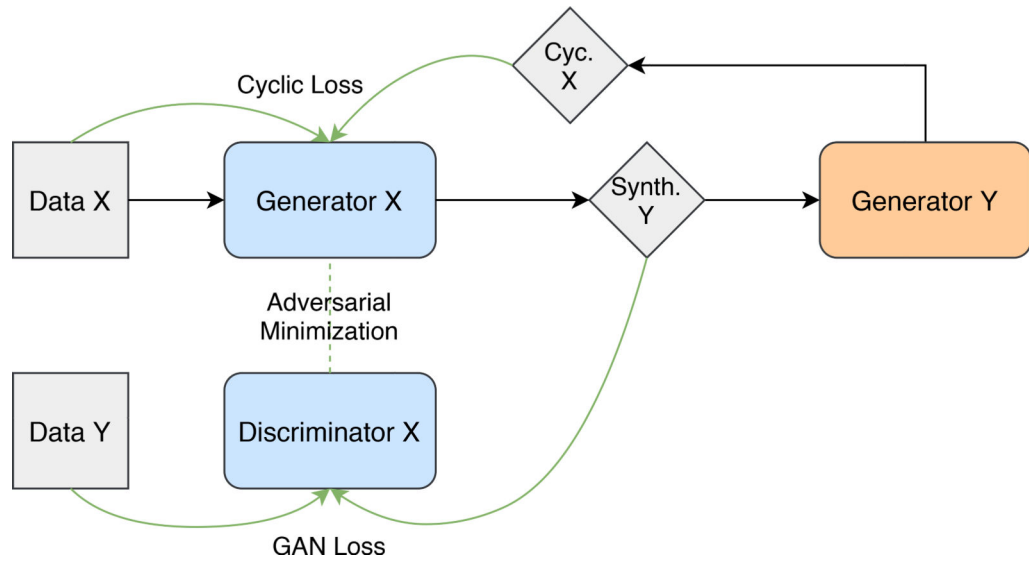 Cyc.
X
Cyclic Loss
Data X
Generator X
Synth.
Y
Generator Y
Adversarial
Minimization
Data Y
Discriminator X
GAN Loss